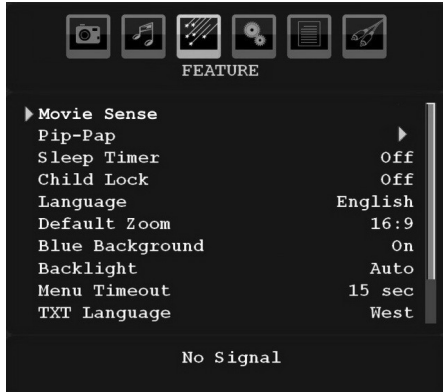 FEATURE
Movie Sense
Pip-Pap
Sleep Timer Off
Child Lock Off
Language English
Default Zoom 16:9
Blue Background On
Backlight Auto
Menu Timeout 15 sec
TXT Language West
No Signal